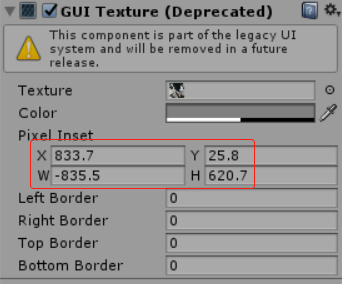 GUI Texture (Deprecated)
This component is part of the legacy UI
system and will be removed in a future
release.
Texture
Color
Pixel Inset
X 833.7 Y 25.8
W -835.5 H 620.7
Left Border 0
Right Border 0
Top Border 0
Bottom Border 0